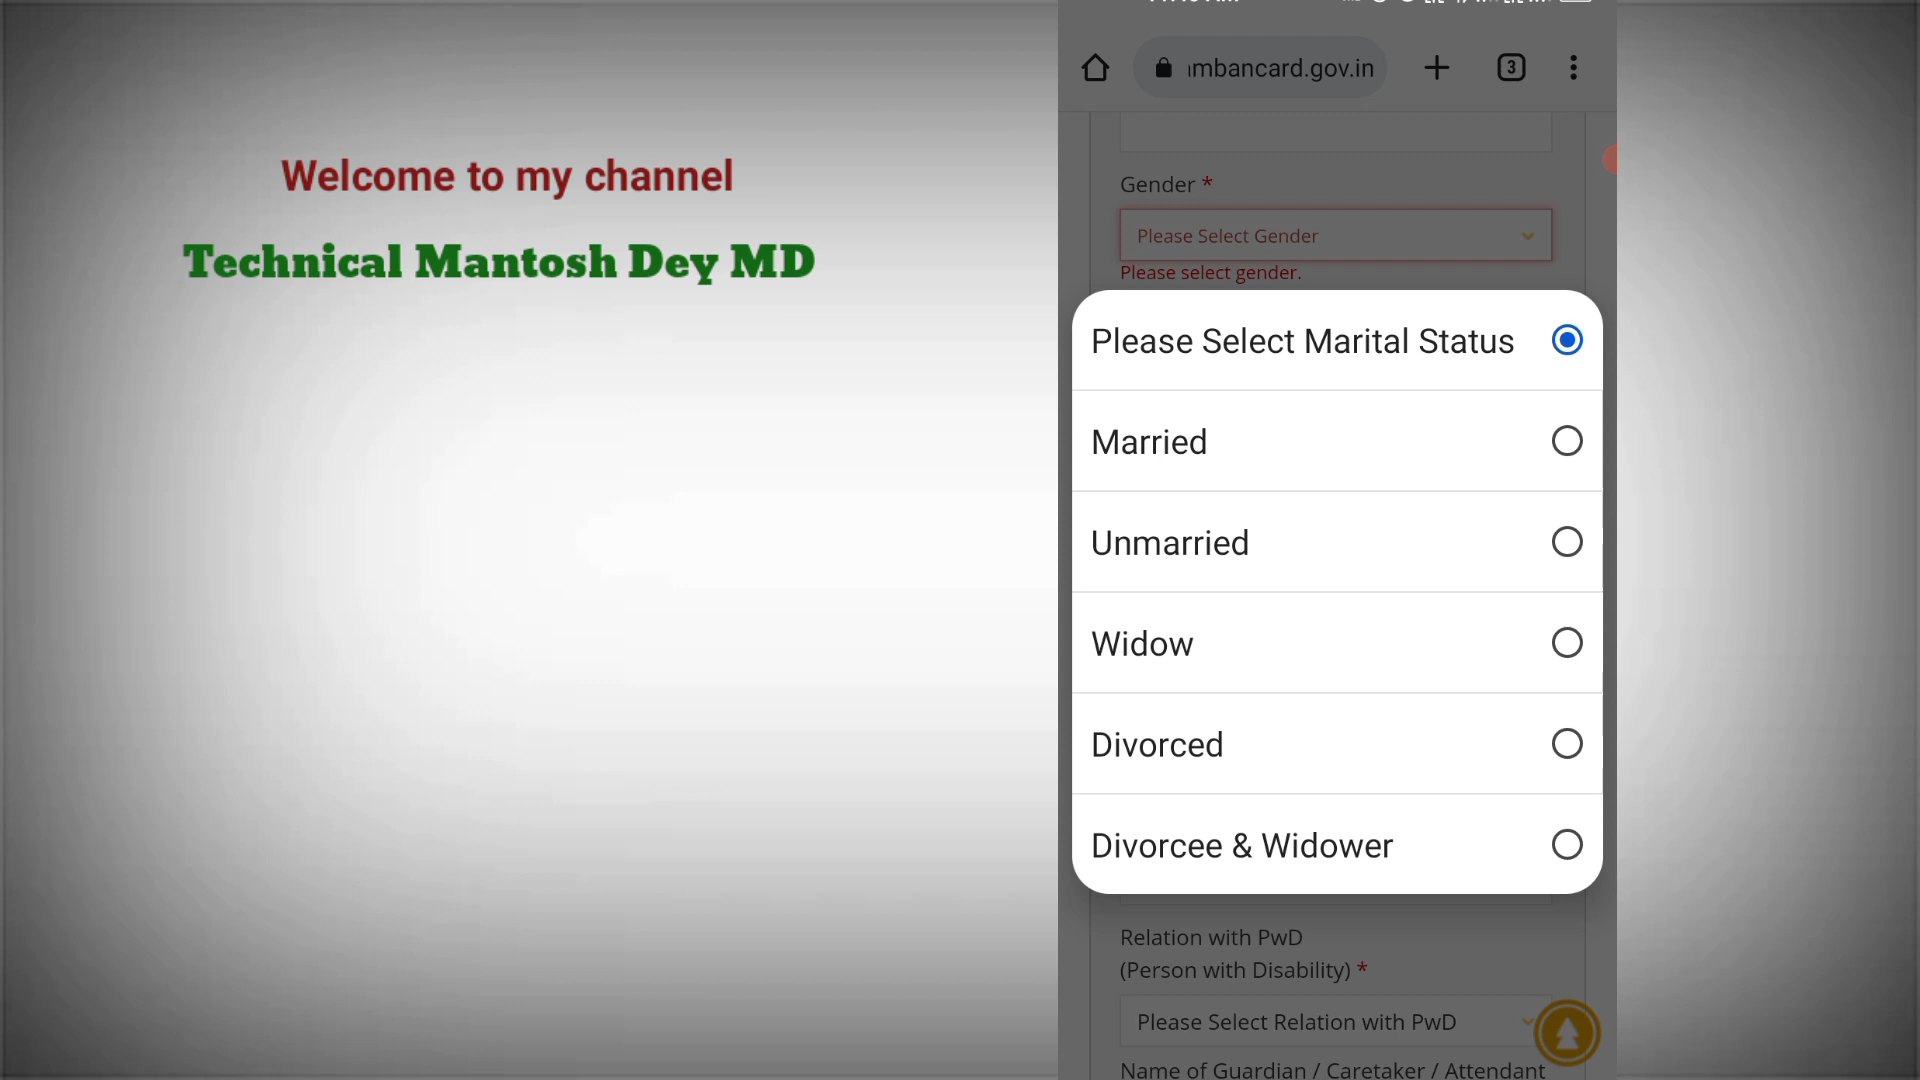 Welcome to my channel
Technical Mantosh Dey MD
mbancard.gov.in
3
Gender *
Please Select Gender
Please select gender.
Please Select Marital Status
Married
Unmarried
Widow
Divorced
Divorcee & Widower
Relation with PwD
(Person with Disability) *
Please Select Relation with PwD
Name of Guardian / Caretaker / Attendant